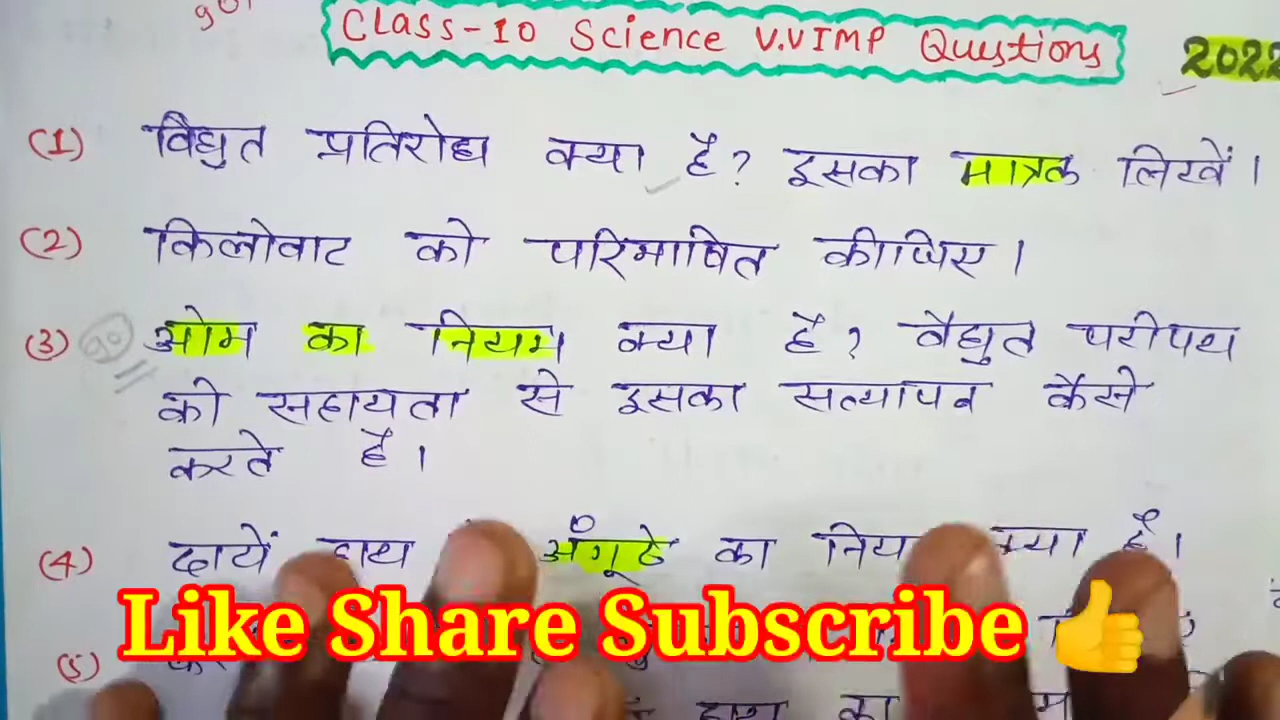 Class-10 Science V.VIMP Questions
2022
(1) विद्युत प्रतिरोध क्या है? इसका मात्रक लिखें।
(2) किलोवाट को परिभाषित कीजिए।
(3) ओम का नियम क्या है? वैद्युत परीपथ
की सहायता से इसका सत्यापन कैसे
करते है।
(4) दायें हाथ अंगूठे का क्या है।
Like Share Subscribe 👍
(5)
हाथ का